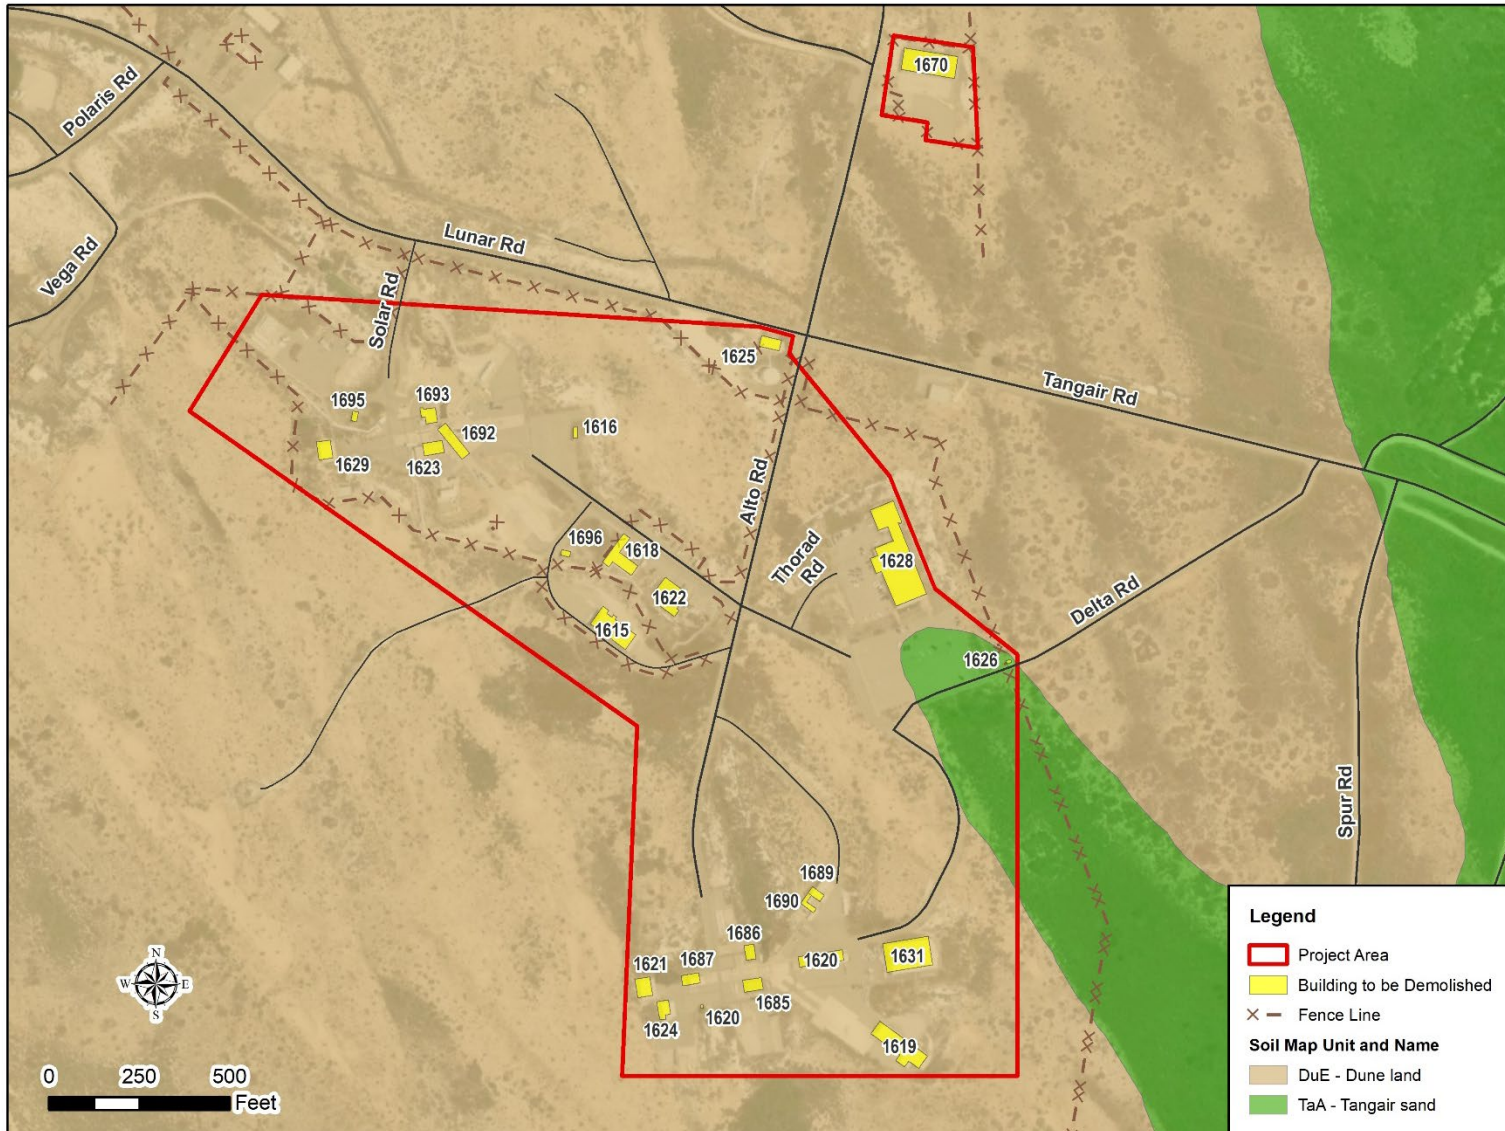 1670
Polaris Rd
Vega Rd
Lunar Rd
Solar Rd
1625
Tangair Rd
1695
1693
1692
1616
1629
1623
Alto Rd
1696
1618
Thorad
Rd
1628
1622
1615
1626
Delta Rd
Spur Rd
1689
1690
1686
1620
1631
1621
1687
1685
1624
1620
1619
N
W
E
S
0 250 500
Feet
Legend
Project Area
Building to be Demolished
Fence Line
Soil Map Unit and Name
DuE - Dune land
TaA - Tangair sand